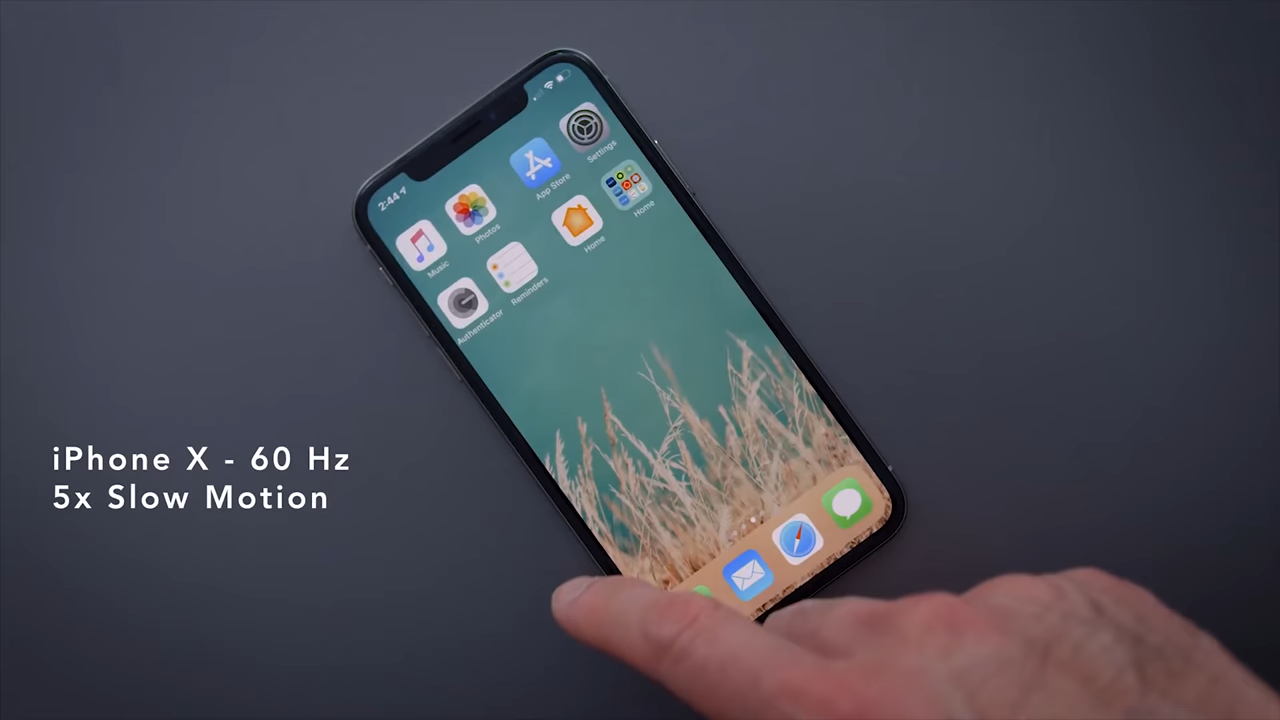 iPhone X - 60 Hz
5x Slow Motion
2:44
Music
Photos
App Store
Settings
Authenticator
Reminders
Home
Home